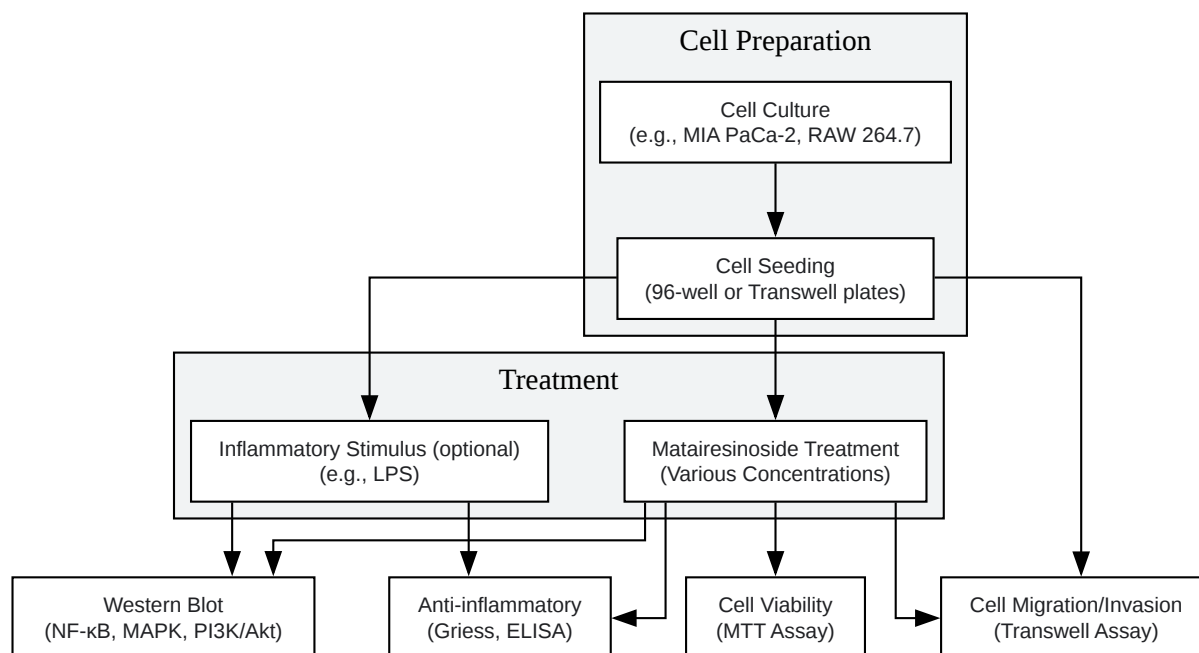 Cell Preparation
Cell Culture
(e.g., MIA PaCa-2, RAW 264.7)
Cell Seeding
(96-well or Transwell plates)
Treatment
Inflammatory Stimulus (optional)
(e.g., LPS)
Matairesinoside Treatment
(Various Concentrations)
Western Blot
(NF-κB, MAPK, PI3K/Akt)
Anti-inflammatory
(Griess, ELISA)
Cell Viability
(MTT Assay)
Cell Migration/Invasion
(Transwell Assay)